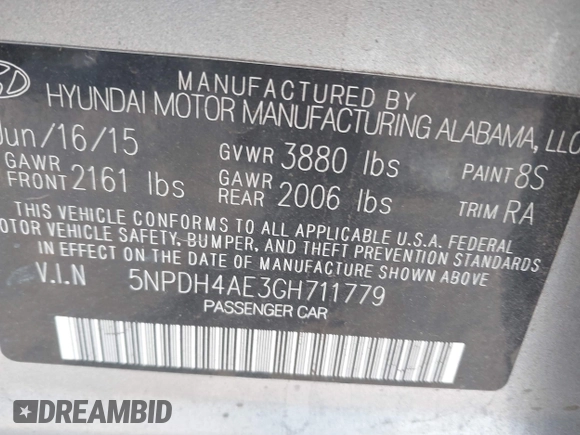 MANUFACTURED BY
HYUNDAI MOTOR MANUFACTURING ALABAMA, LLC
Jun/16/15 GVWR 3880 lbs PAINT 8S
GAWR FRONT 2161 lbs GAWR REAR 2006 lbs TRIM RA
THIS VEHICLE CONFORMS TO ALL APPLICABLE U.S.A. FEDERAL
MOTOR VEHICLE SAFETY, BUMPER, AND THEFT PREVENTION STANDARDS
IN EFFECT ON THE DATE OF MANUFACTURE SHOWN ABOVE
V.I.N 5NPDH4AE3GH711779
PASSENGER CAR
DREAMBID